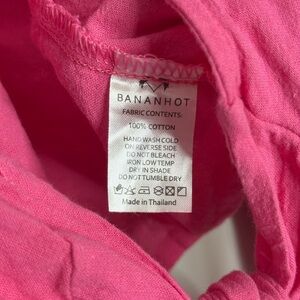 BANANHOT
FABRIC CONTENTS:
100% COTTON
HAND WASH COLD
ON REVERSE SIDE
DO NOT BLEACH
IRON LOW TEMP
DRY IN SHADE
DO NOT TUMBLE DRY
Made in Thailand